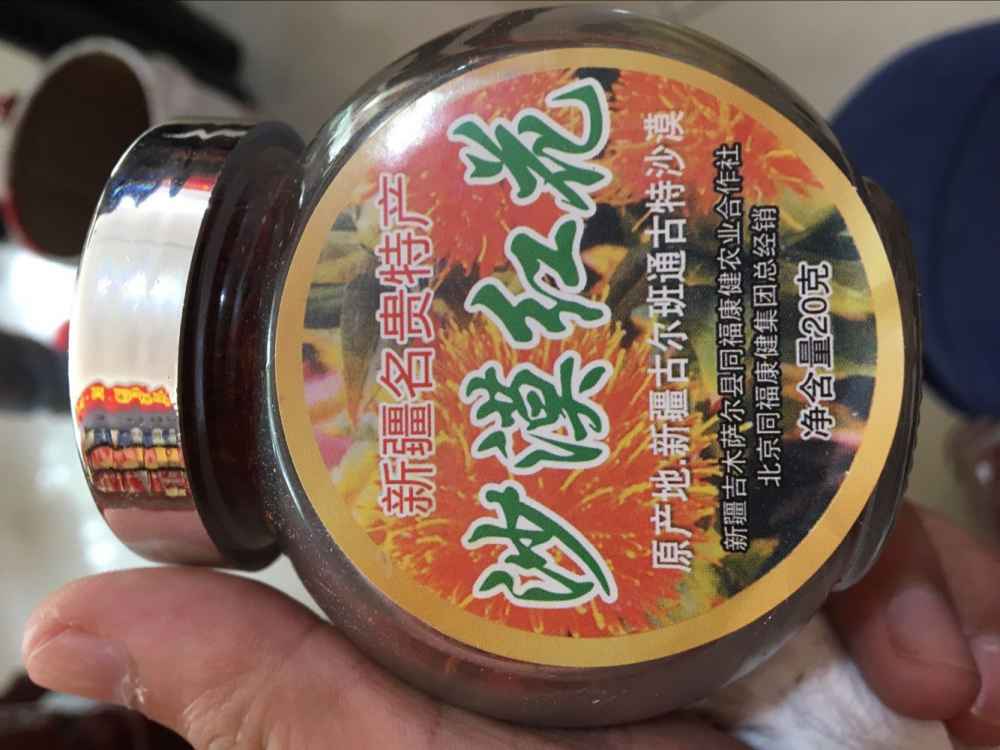 新疆名贵特产
沙漠红花
原产地.新疆古尔班通古特沙漠
新疆吉木萨尔县同福康健农业合作社
北京同福康健集团总经销
净含量20克